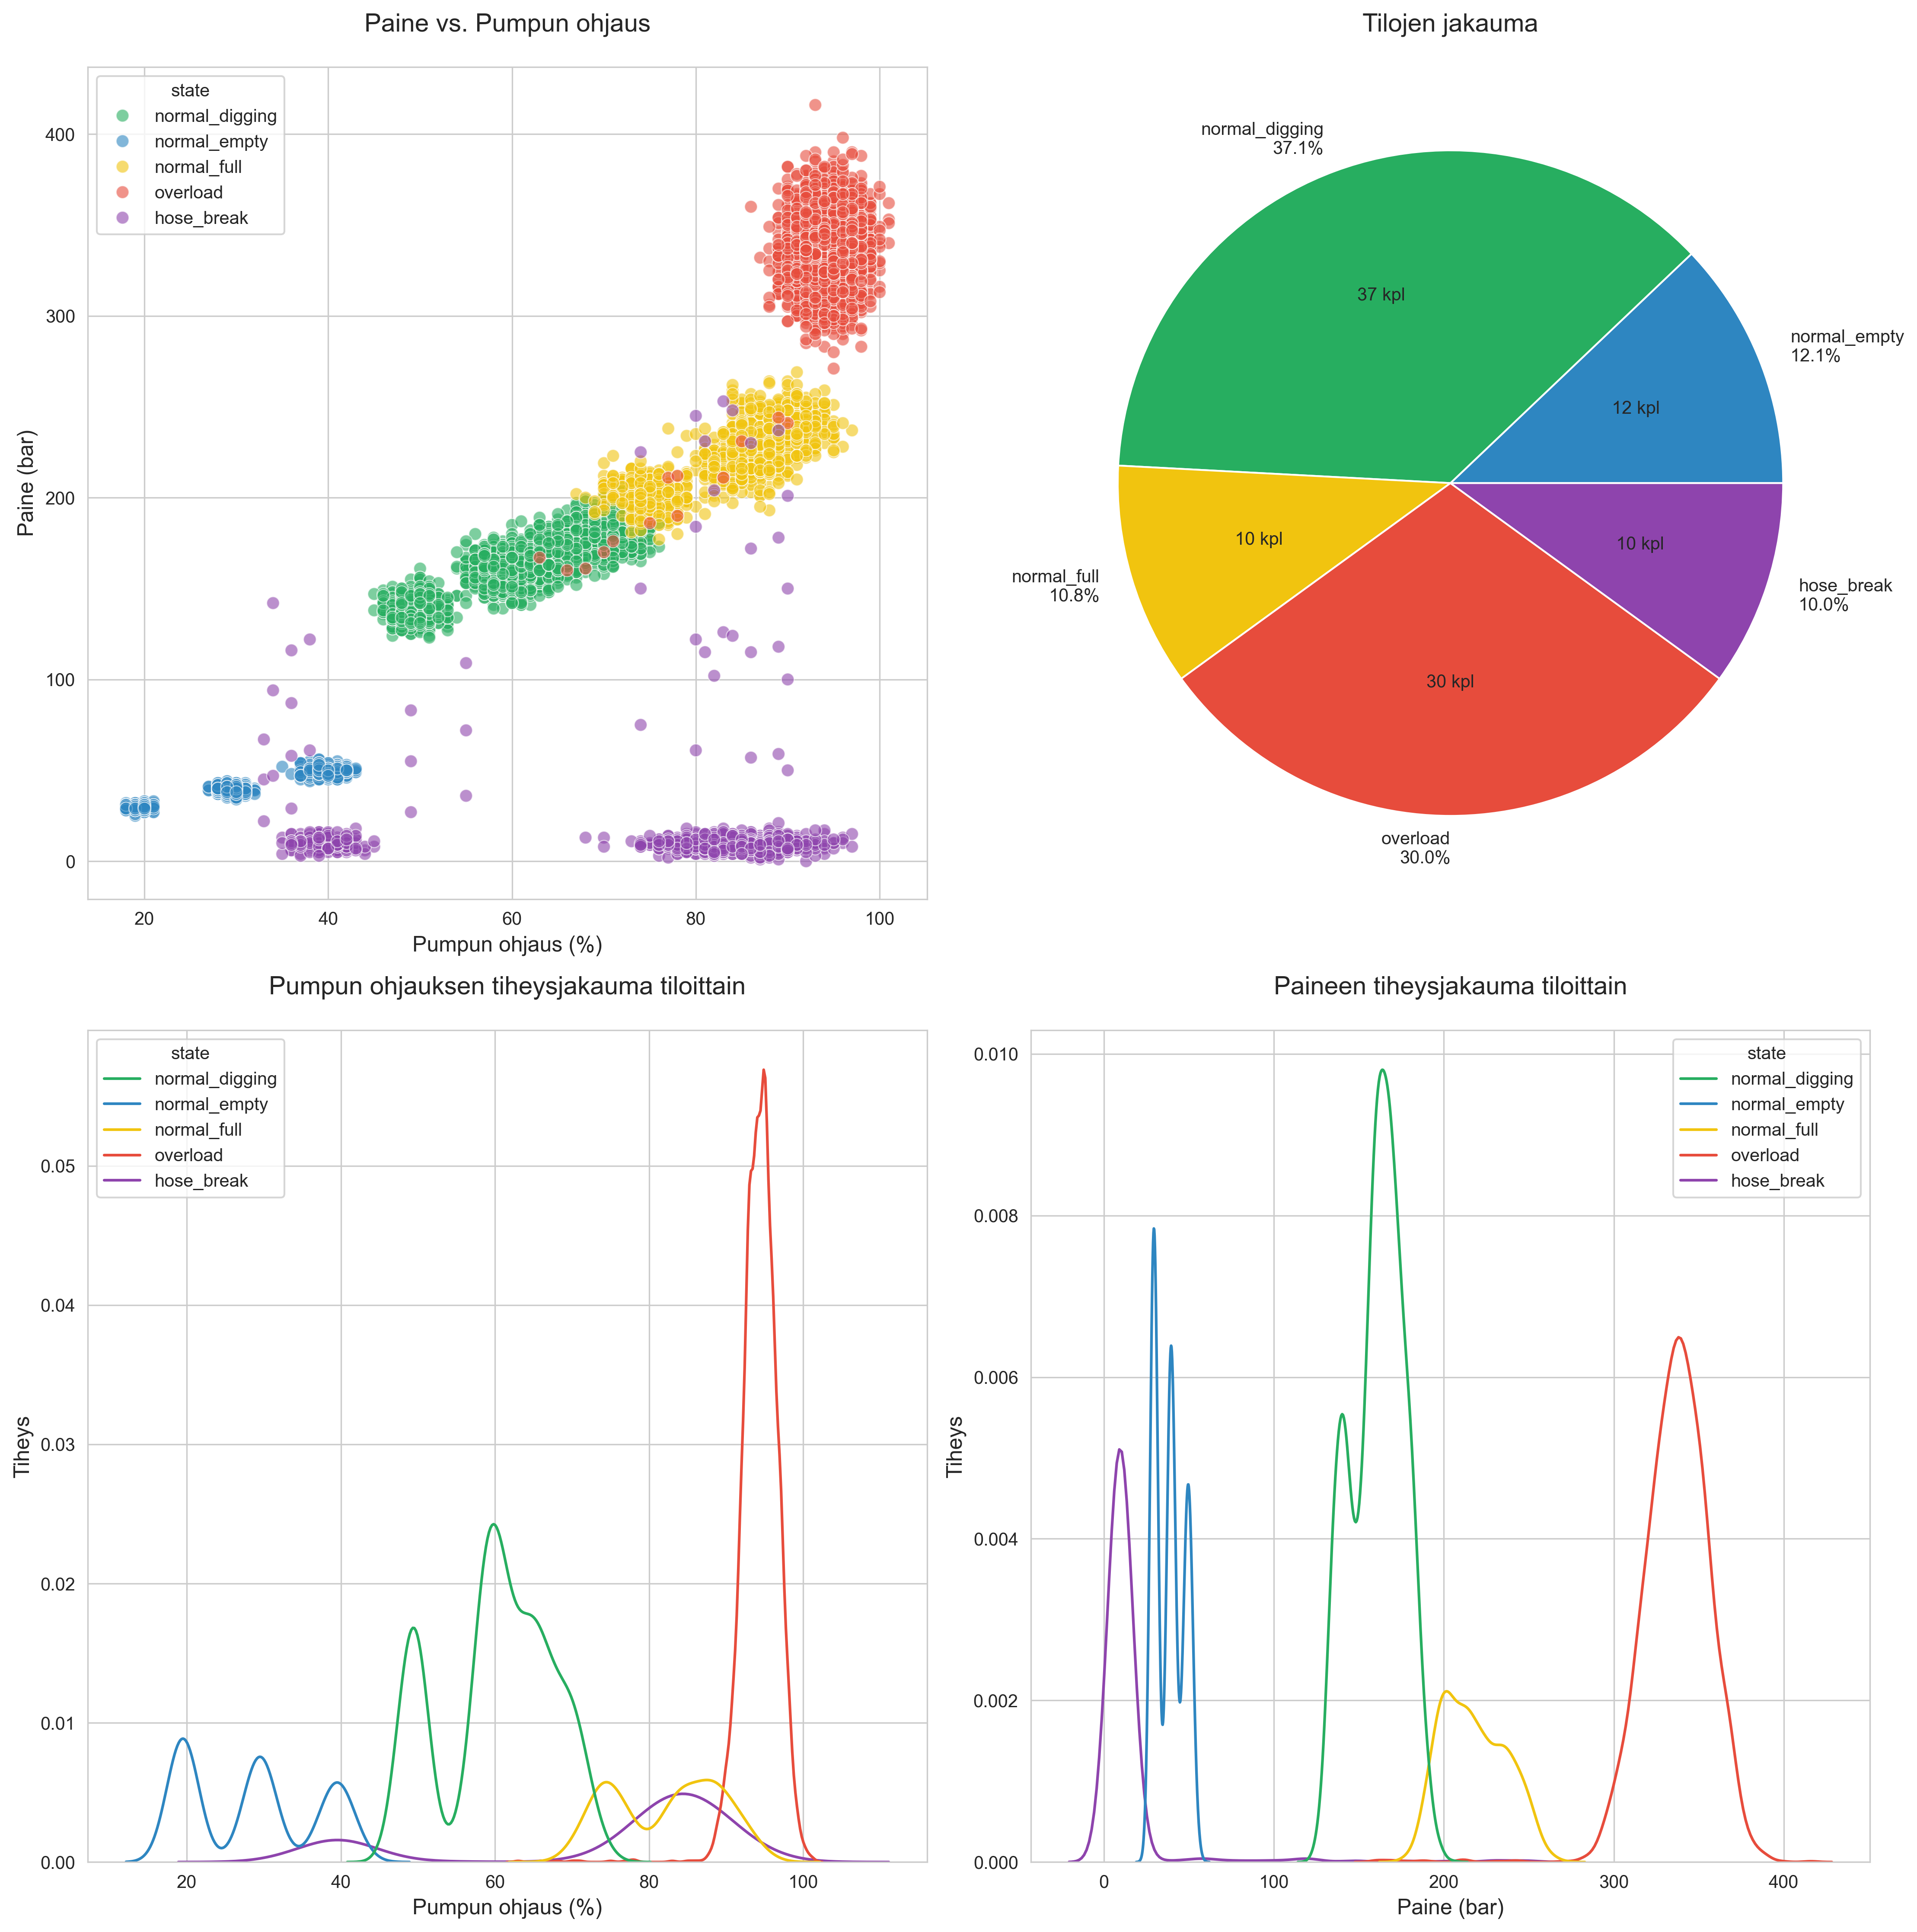 Paine vs. Pumpun ohjaus
state
normal_digging
normal_empty
normal_full
overload
hose_break
400
300
200
100
0
Paine (bar)
20
40
60
80
100
Pumpun ohjaus (%)
Tilojen jakauma
normal_digging
37.1%
37 kpl
normal_empty
12.1%
12 kpl
10 kpl
normal_full
10.8%
10 kpl
hose_break
10.0%
30 kpl
overload
30.0%
Pumpun ohjauksen tiheysjakauma tiloittain
state
normal_digging
normal_empty
normal_full
overload
hose_break
0.05
0.04
0.03
0.02
0.01
0.00
Tiheys
20
40
60
80
100
Pumpun ohjaus (%)
Paineen tiheysjakauma tiloittain
state
normal_digging
normal_empty
normal_full
overload
hose_break
0.010
0.008
0.006
0.004
0.002
0.000
Tiheys
0
100
200
300
400
Paine (bar)